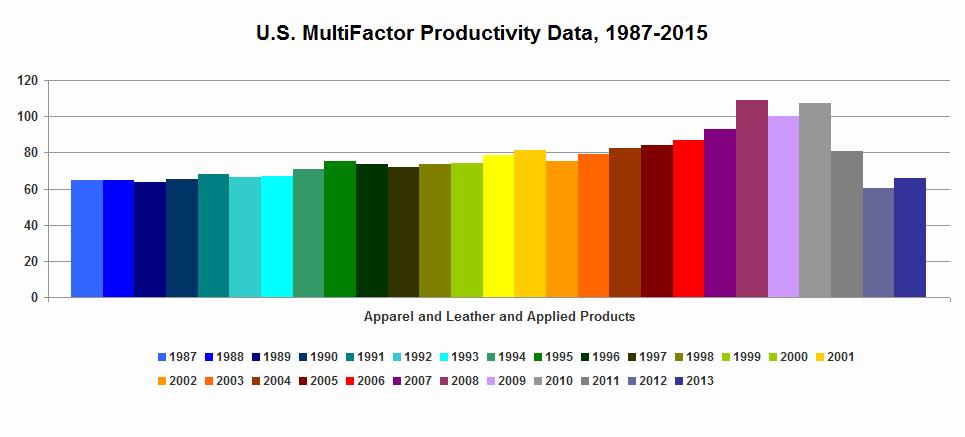 U.S. MultiFactor Productivity Data, 1987-2015
120
100
80
60
40
20
0
Apparel and Leather and Applied Products
1987 1988 1989 1990 1991 1992 1993 1994 1995 1996 1997 1998 1999 2000 2001
2002 2003 2004 2005 2006 2007 2008 2009 2010 2011 2012 2013